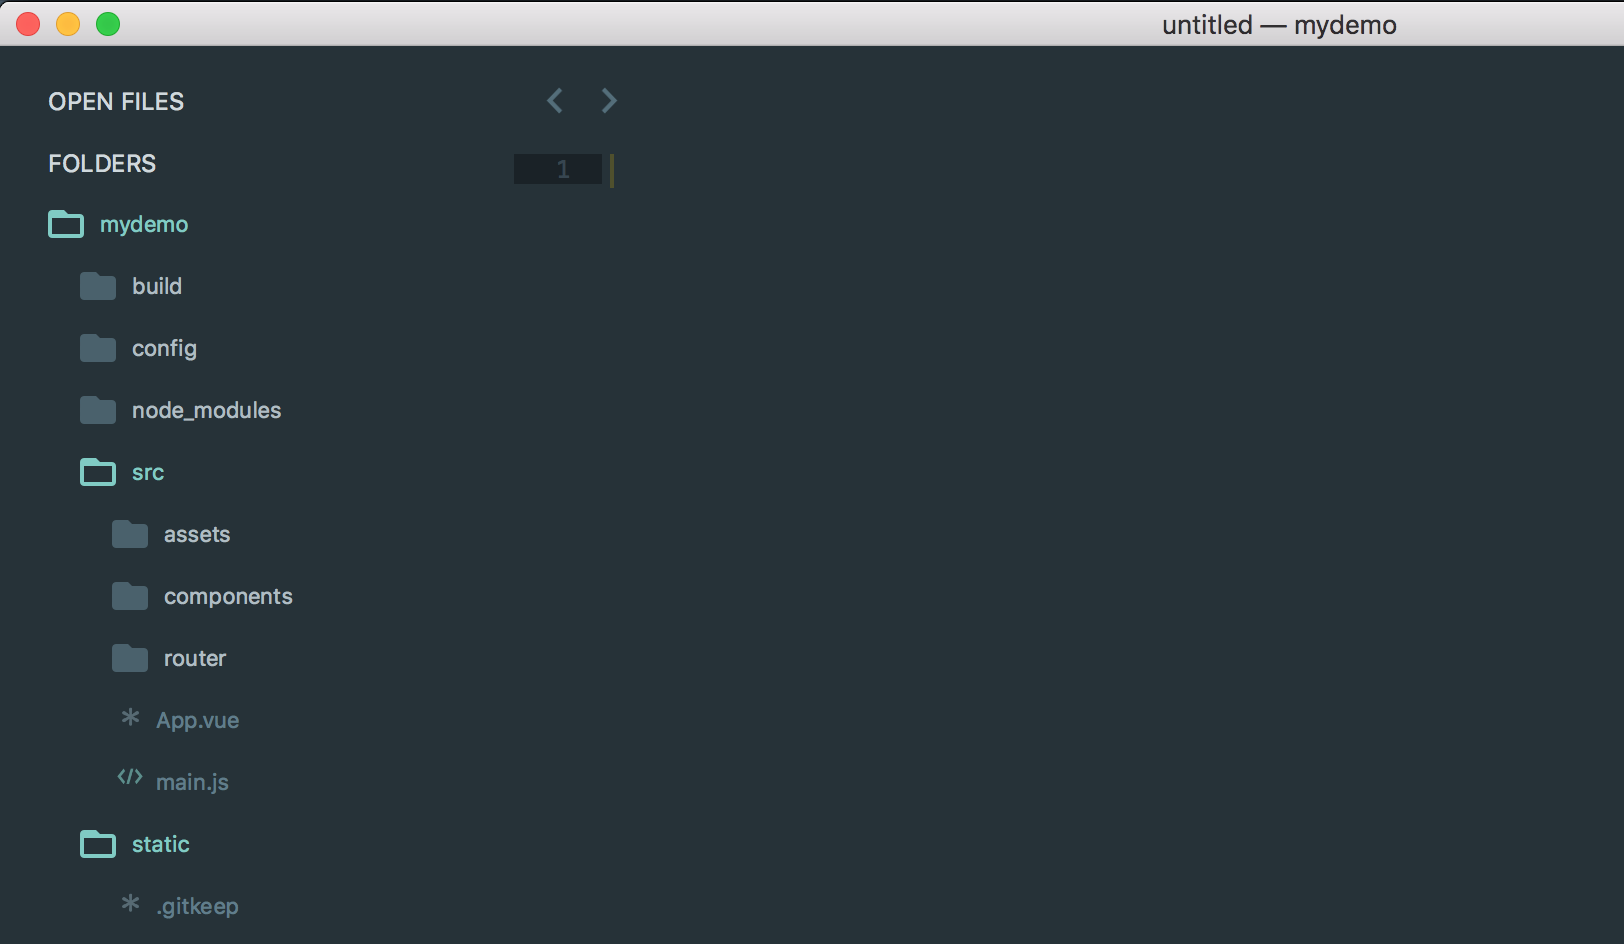 untitled — mydemo
OPEN FILES
FOLDERS
1
mydemo
build
config
node_modules
src
assets
components
router
App.vue
main.js
static
.gitkeep